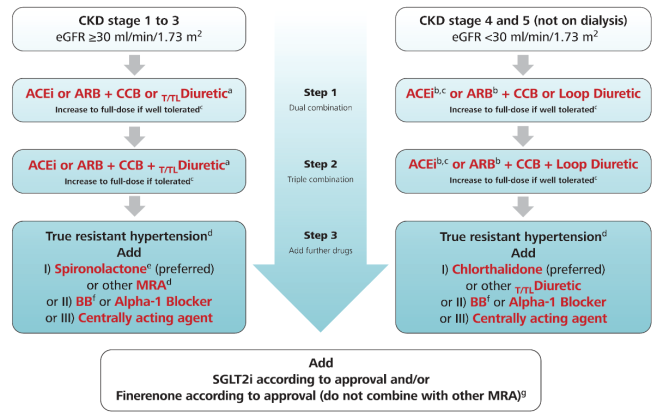 CKD stage 1 to 3
eGFR ≥30 ml/min/1.73 m²
ACEi or ARB + CCB or T/TLDiureticᵃ
Increase to full-dose if well toleratedᶜ
ACEi or ARB + CCB + T/TLDiureticᵃ
Increase to full-dose if toleratedᶜ
True resistant hypertensionᵈ
Add
I) Spironolactoneᵉ (preferred)
or other MRAᵈ
or II) BBᶠ or Alpha-1 Blocker
or III) Centrally acting agent
Step 1
Dual combination
Step 2
Triple combination
Step 3
Add further drugs
CKD stage 4 and 5 (not on dialysis)
eGFR <30 ml/min/1.73 m²
ACEiᵇ,ᶜ or ARBᵇ + CCB or Loop Diuretic
Increase to full-dose if well toleratedᶜ
ACEiᵇ,ᶜ or ARBᵇ + CCB + Loop Diuretic
Increase to full-dose if well toleratedᶜ
True resistant hypertensionᵈ
Add
I) Chlorthalidone (preferred)
or other T/TLDiuretic
or II) BBᶠ or Alpha-1 Blocker
or III) Centrally acting agent
Add
SGLT2i according to approval and/or
Finerenone according to approval (do not combine with other MRA)ᵍ